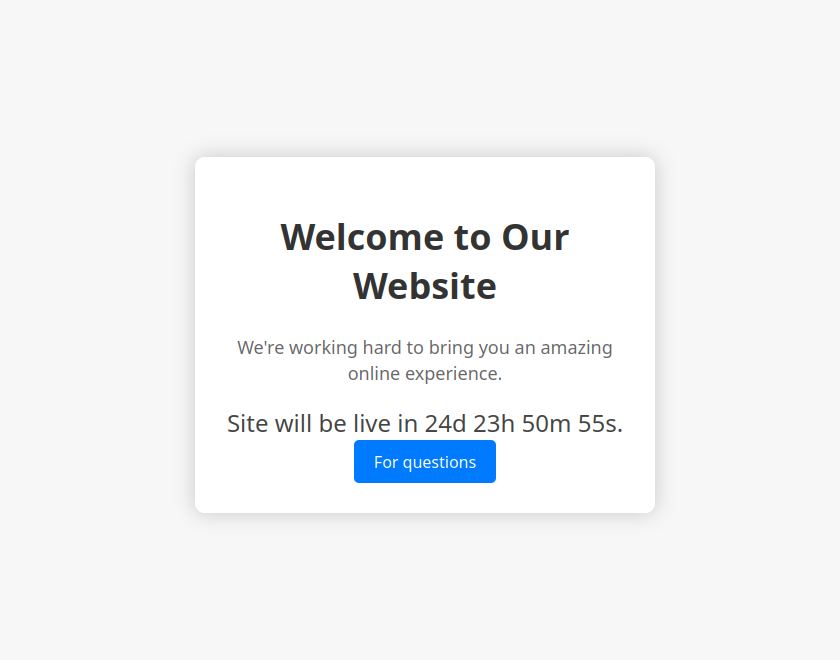 Welcome to Our
Website
We're working hard to bring you an amazing
online experience.
Site will be live in 24d 23h 50m 55s.
For questions